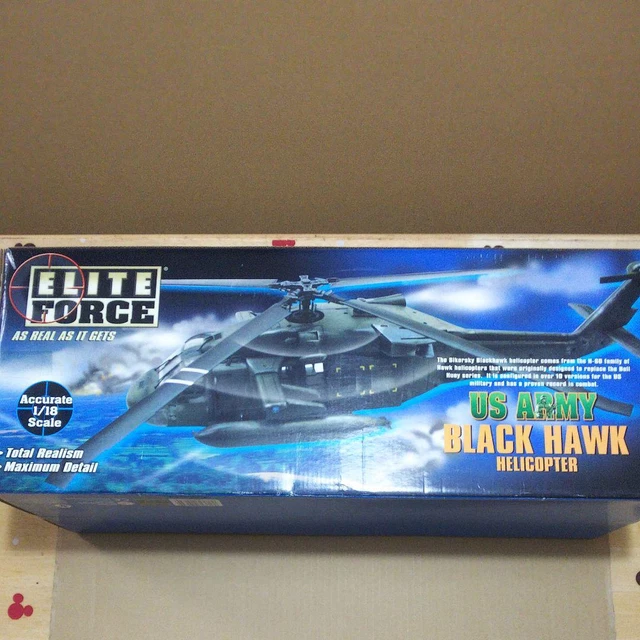 ELITE
FORCE
AS REAL AS IT GETS
Accurate
1/18
Scale
- Total Realism
- Maximum Detail
The Sikorsky Blackhawk helicopter comes from the H-60 family of
Hawk helicopters that were originally designed to replace the Bell
Huey series. It is configured in over 10 versions for the US
military and has a proven record in combat.
US ARMY
BLACK HAWK
HELICOPTER